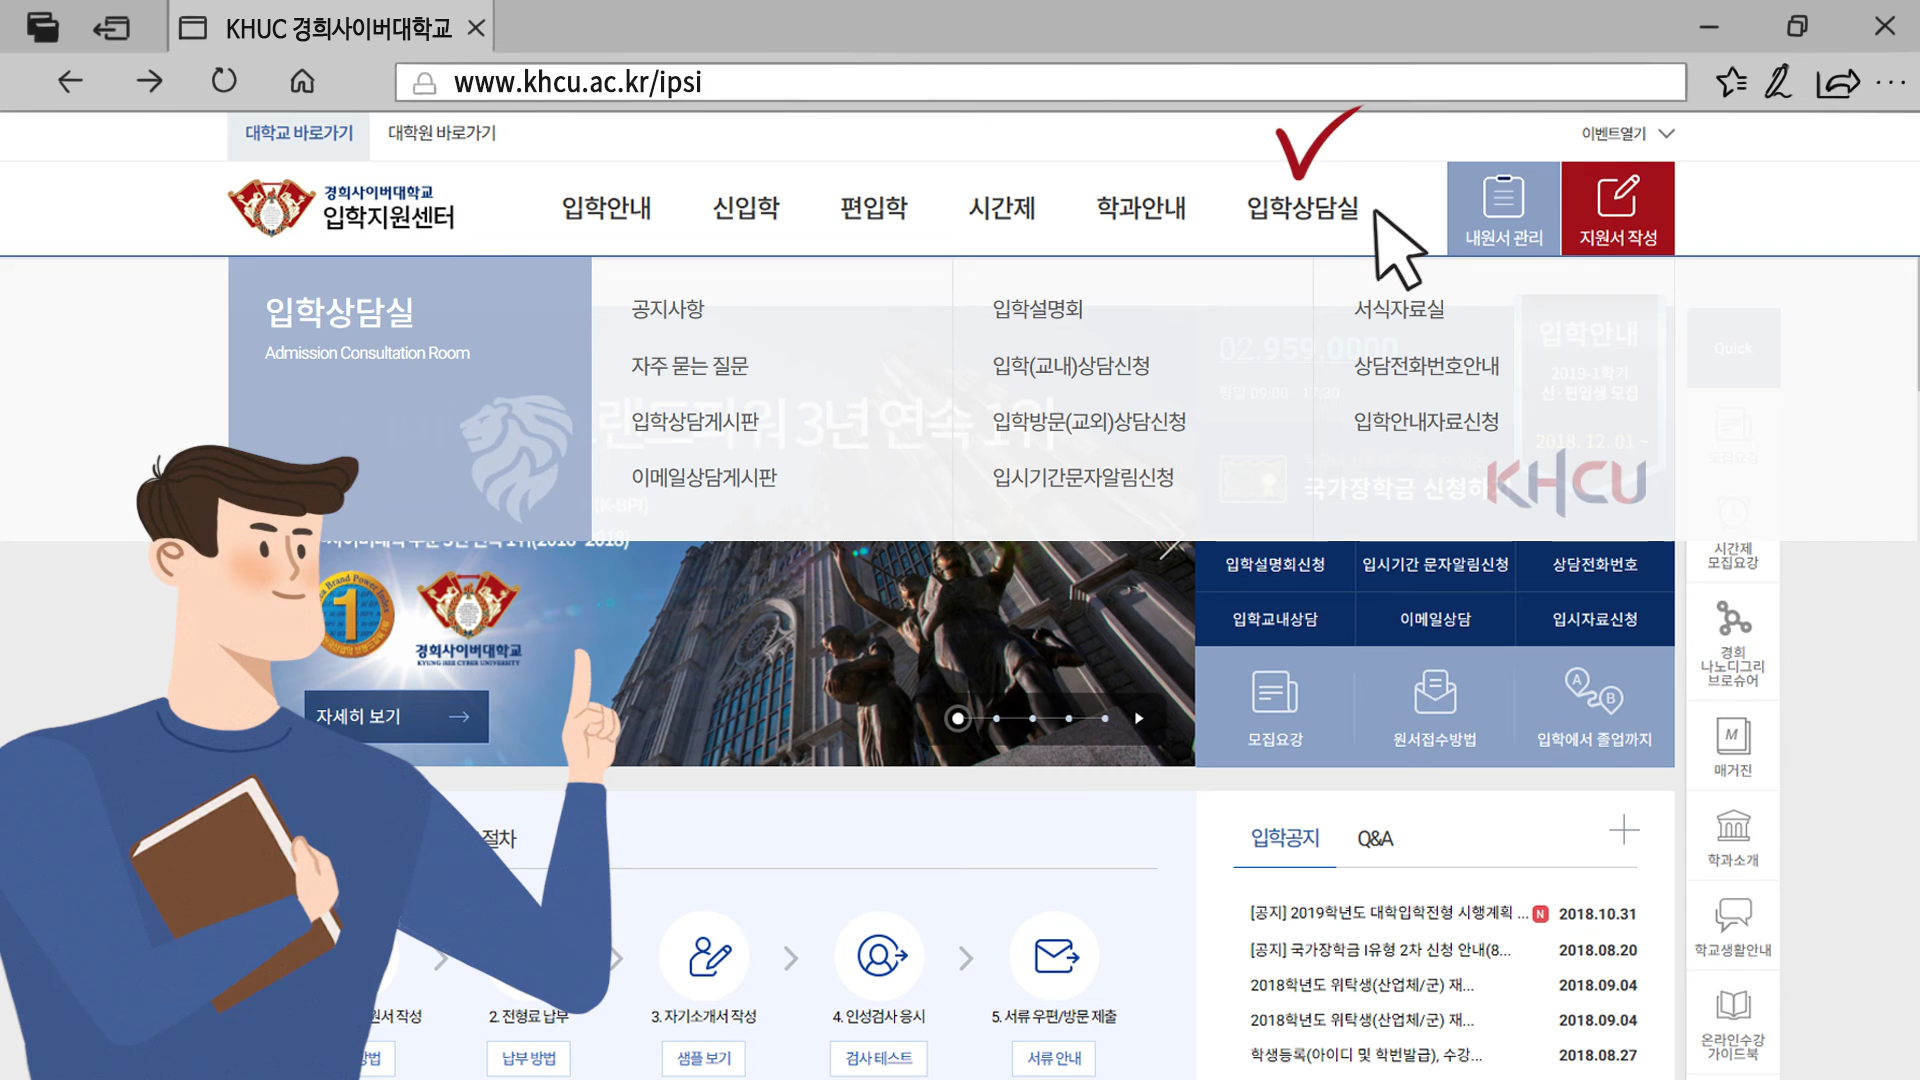 KHUC 경희사이버대학교
www.khcu.ac.kr/ipsi
대학교 바로가기
대학원 바로가기
이벤트열기
경희사이버대학교
입학지원센터
입학안내
신입학
편입학
시간제
학과안내
입학상담실
내원서 관리
지원서 작성
입학상담실
Admission Consultation Room
공지사항
자주 묻는 질문
입학상담게시판
이메일상담게시판
입학설명회
입학(교내)상담신청
입학방문(교외)상담신청
입시기간문자알림신청
서식자료실
상담전화번호안내
입학안내자료신청
02.959.0000
평일 09:00 - 17:30
국가장학금 신청하
입학안내
2019-1학기
신·편입생 모집
2018. 12. 01 ~
KHCU
Quick
모집요강
랜드파워 3년 연속 1위
(K-BPI)
1
경희사이버대학교
KYUNG HEE CYBER UNIVERSITY
자세히 보기
입학설명회신청
입시기간 문자알림신청
상담전화번호
입학교내상담
이메일상담
입시자료신청
모집요강
원서접수방법
A
B
입학에서 졸업까지
시간제
모집요강
경희
나노디그리
브로슈어
M
매거진
학과소개
학교생활안내
온라인수강
가이드북
절차
원서 작성
방법
2. 전형료 납부
납부 방법
3. 자기소개서 작성
샘플 보기
4. 인성검사 응시
검사 테스트
5. 서류 우편/방문 제출
서류 안내
입학공지
Q&A
[공지] 2019학년도 대학입학전형 시행계획 ... N 2018.10.31
[공지] 국가장학금 I유형 2차 신청 안내(8... 2018.08.20
2018학년도 위탁생(산업체/군) 재... 2018.09.04
2018학년도 위탁생(산업체/군) 재... 2018.09.04
학생등록(아이디 및 학번발급), 수강... 2018.08.27